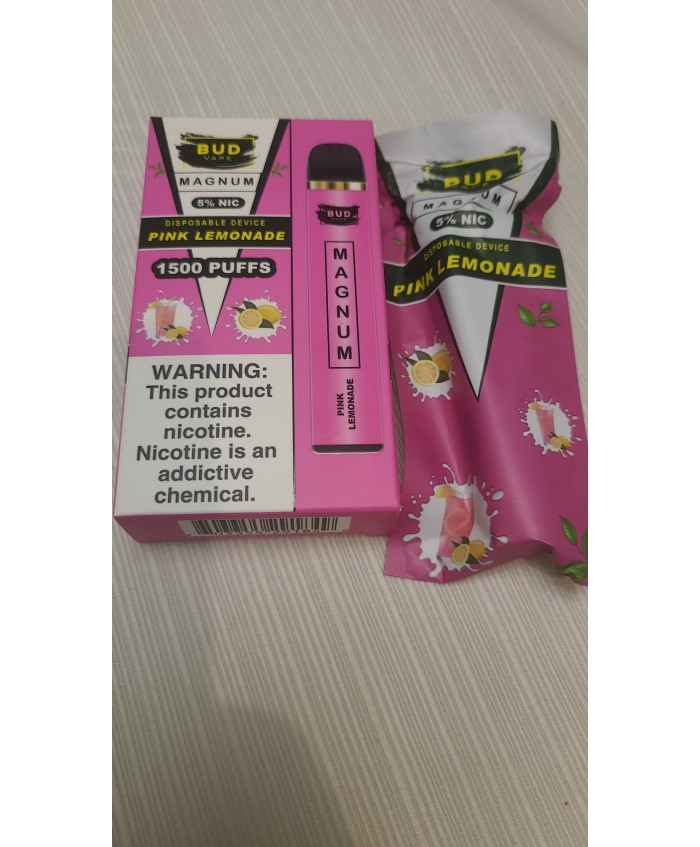 BUD
VAPE
MAGNUM
5% NIC
DISPOSABLE DEVICE
PINK LEMONADE
1500 PUFFS
WARNING:
This product
contains
nicotine.
Nicotine is an
addictive
chemical.
BUD
VAPE
MAGNUM
PINK
LEMONADE
BUD
MAGNUM
5% NIC
DISPOSABLE DEVICE
PINK LEMONADE